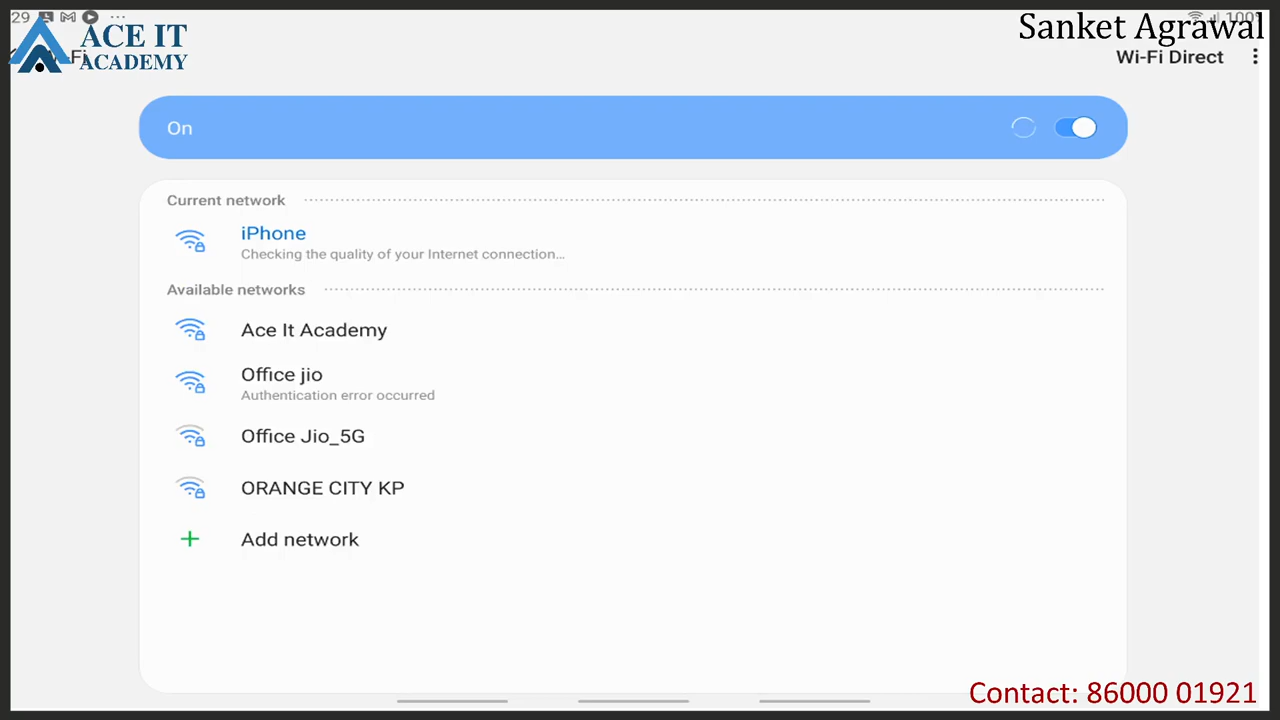 29
100%
ACE IT
ACADEMY
Sanket Agrawal
Wi-Fi Direct
On
Current network
iPhone
Checking the quality of your Internet connection...
Available networks
Ace It Academy
Office jio
Authentication error occurred
Office Jio_5G
ORANGE CITY KP
Add network
Contact: 86000 01921